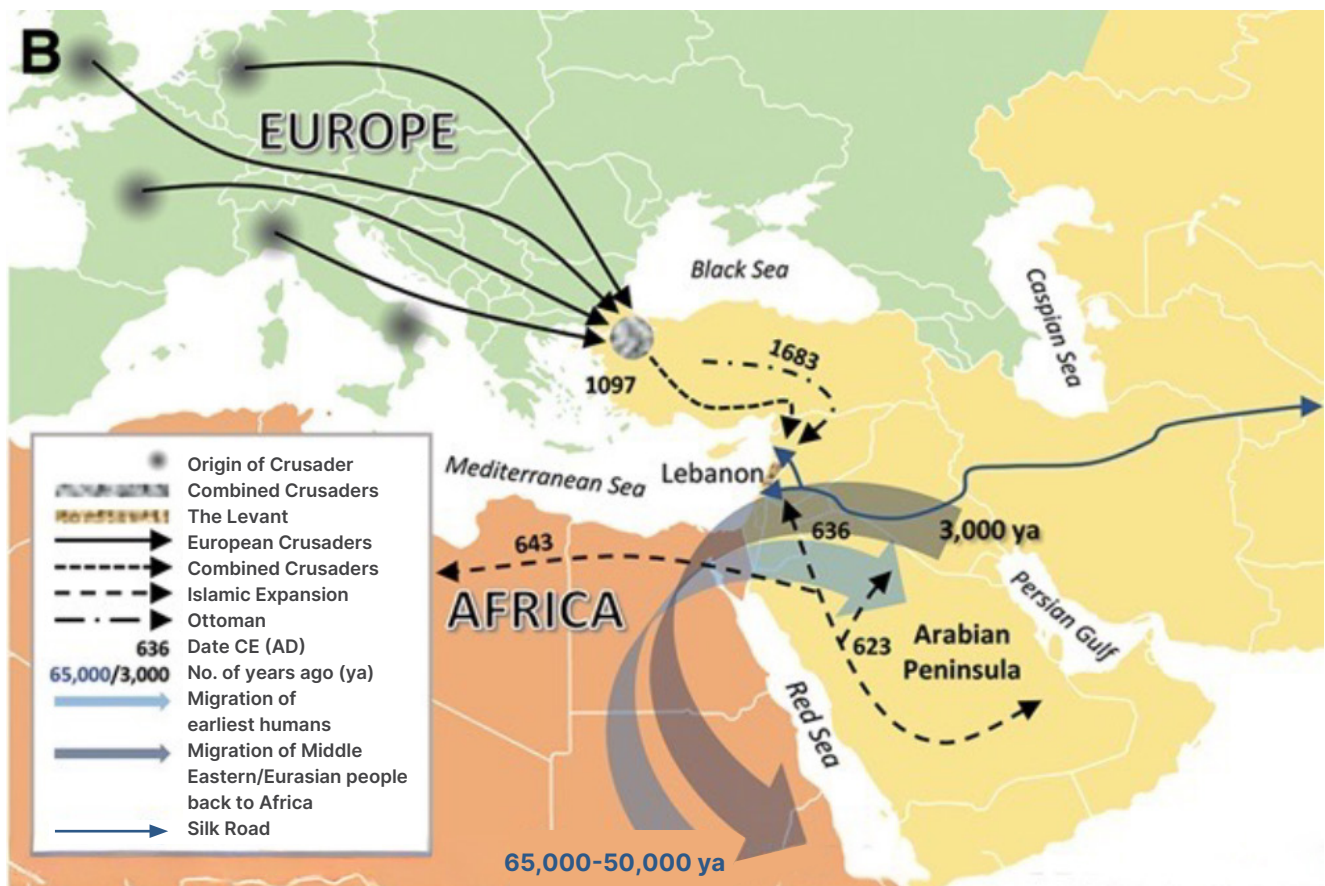 B
EUROPE
Black Sea
Caspian Sea
1683
1097
Mediterranean Sea
Lebanon
636
3,000 ya
643
AFRICA
Persian Gulf
Arabian
Peninsula
623
Red Sea
65,000-50,000 ya
Origin of Crusader
Combined Crusaders
The Levant
European Crusaders
Combined Crusaders
Islamic Expansion
Ottoman
636 Date CE (AD)
65,000/3,000 No. of years ago (ya)
Migration of
earliest humans
Migration of Middle
Eastern/Eurasian people
back to Africa
Silk Road